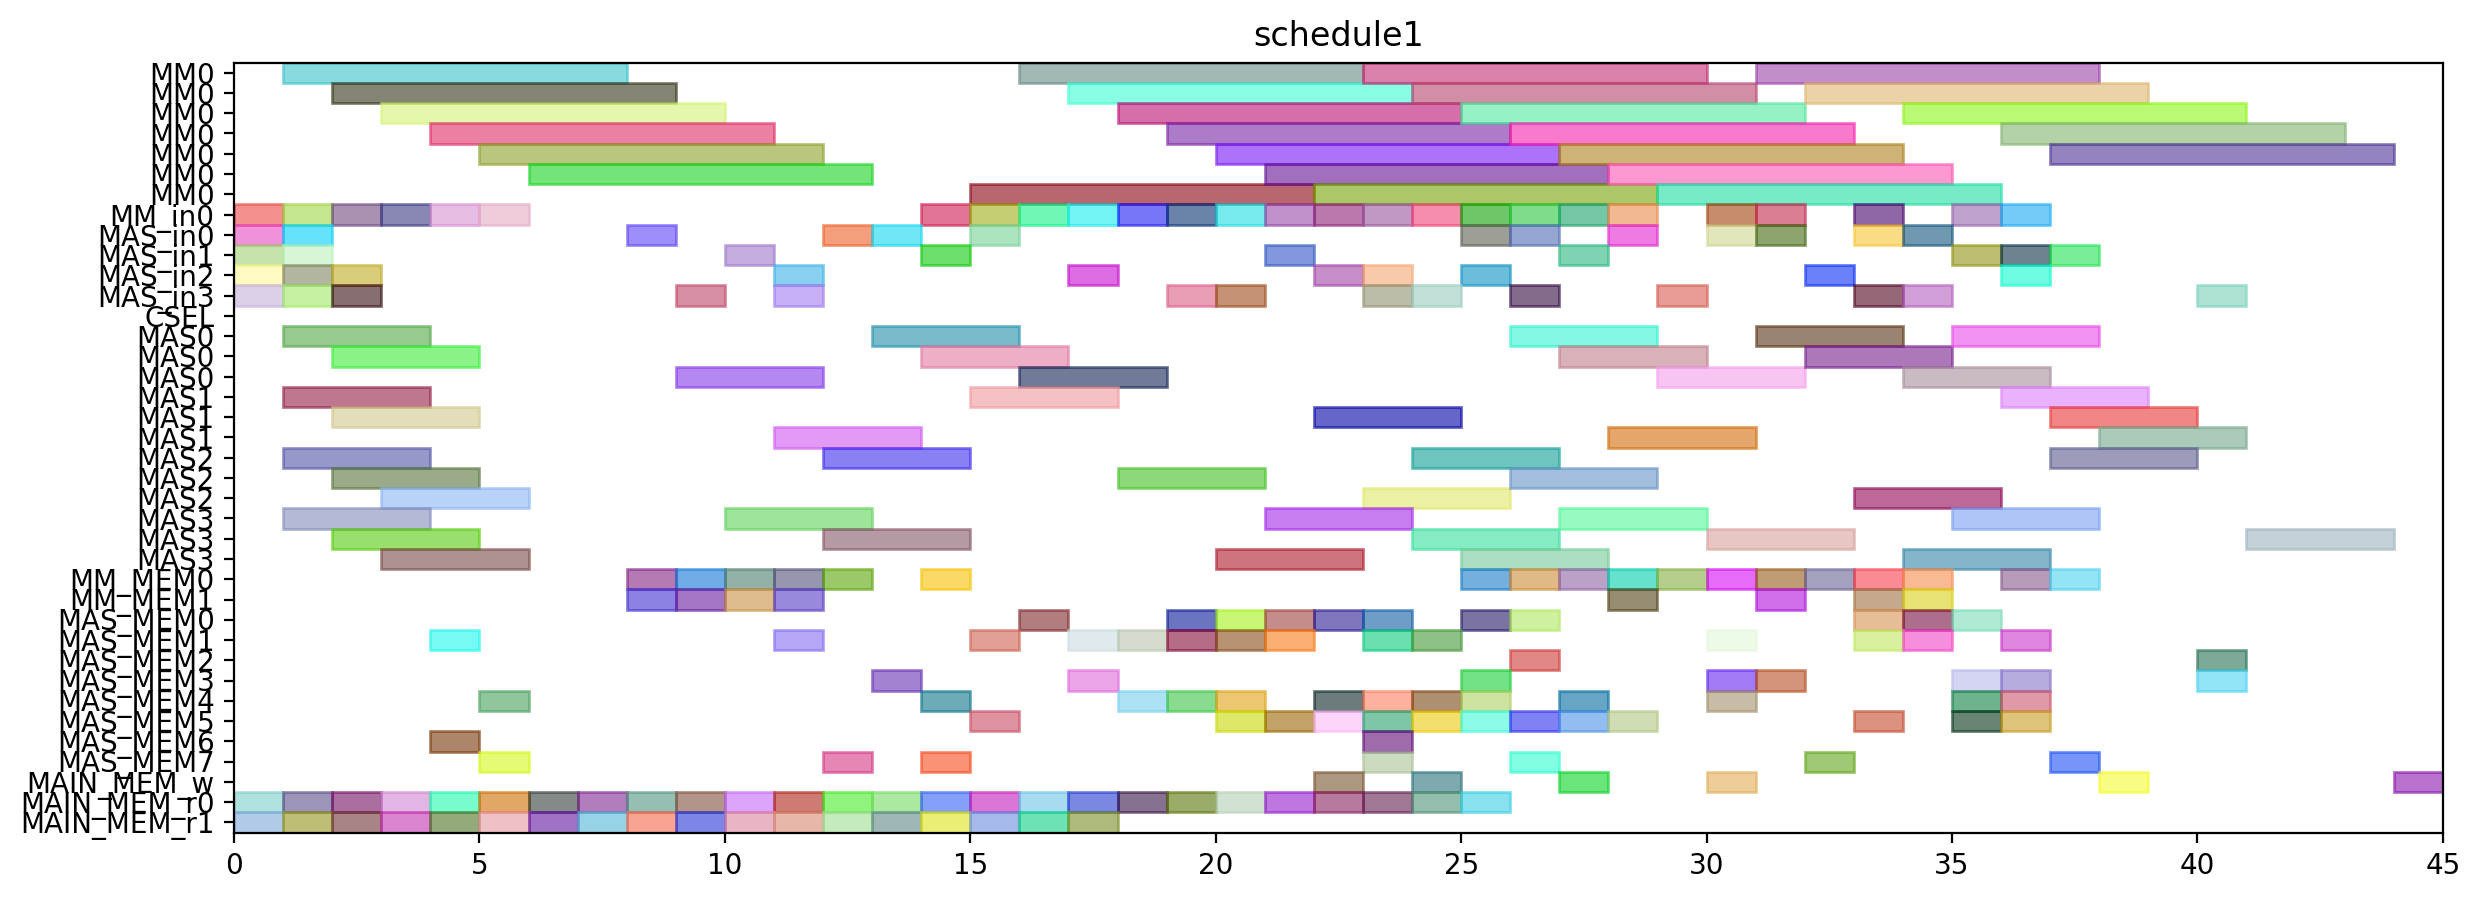 schedule1
MM0
MM0
MM0
MM0
MM0
MM0
MM0
MM_in0
MAS_in0
MAS_in1
MAS_in2
MAS_in3
CSEL
MAS0
MAS0
MAS0
MAS1
MAS1
MAS1
MAS2
MAS2
MAS2
MAS3
MAS3
MAS3
MM_MEM0
MM_MEM1
MAS_MEM0
MAS_MEM1
MAS_MEM2
MAS_MEM3
MAS_MEM4
MAS_MEM5
MAS_MEM6
MAS_MEM7
MAIN_MEM_w
MAIN_MEM_r0
MAIN_MEM_r1
0 5 10 15 20 25 30 35 40 45